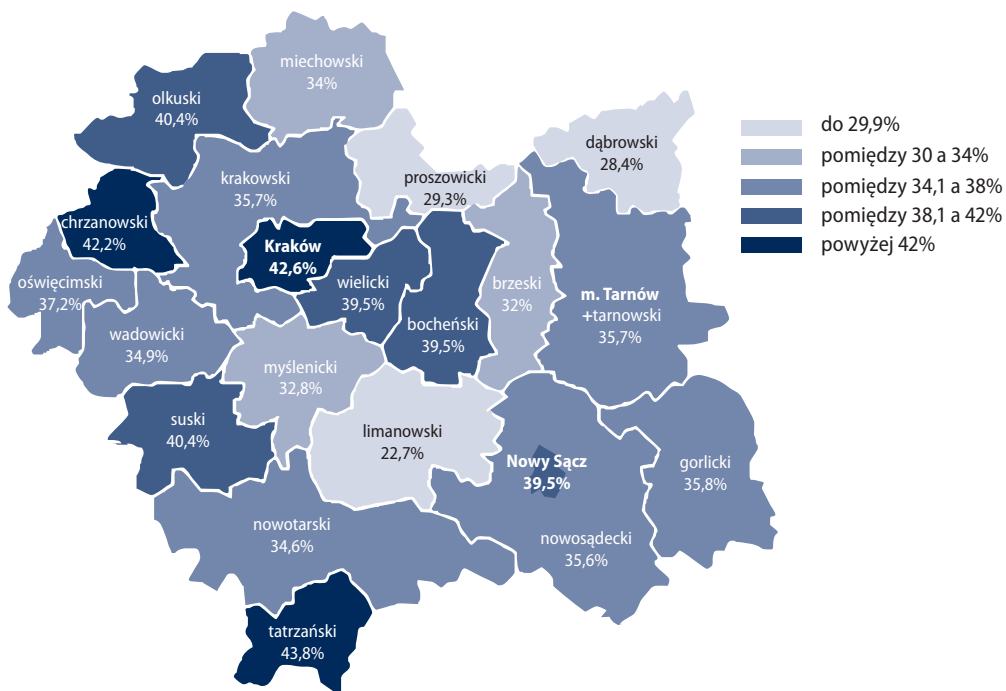 miechowski
34%
olkuski
40,4%
dąbrowski
28,4%
krakowski
35,7%
proszowicki
29,3%
chrzanowski
42,2%
Kraków
42,6%
oświęcimski
37,2%
wielicki
39,5%
brzeski
32%
m. Tarnów
+tarnowski
35,7%
bocheński
39,5%
wadowicki
34,9%
myślenicki
32,8%
suski
40,4%
limanowski
22,7%
Nowy Sącz
39,5%
gorlicki
35,8%
nowotarski
34,6%
nowosądecki
35,6%
tatrzański
43,8%
do 29,9%
pomiędzy 30 a 34%
pomiędzy 34,1 a 38%
pomiędzy 38,1 a 42%
powyżej 42%